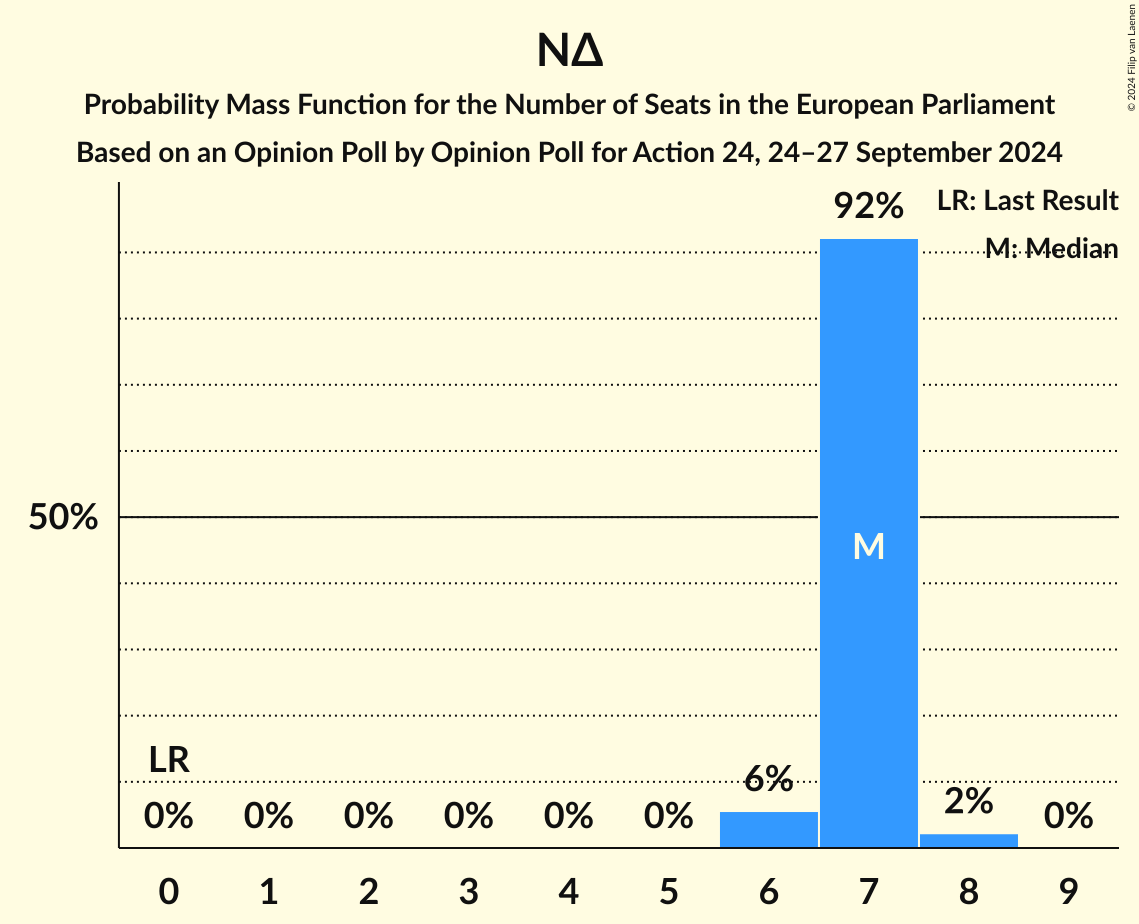 ΝΔ
Probability Mass Function for the Number of Seats in the European Parliament
Based on an Opinion Poll by Opinion Poll for Action 24, 24–27 September 2024
© 2024 Filip van Laenen
LR: Last Result
M: Median
92%
50%
M
LR
0% 0% 0% 0% 0% 0% 6% 2% 0%
0 1 2 3 4 5 6 7 8 9